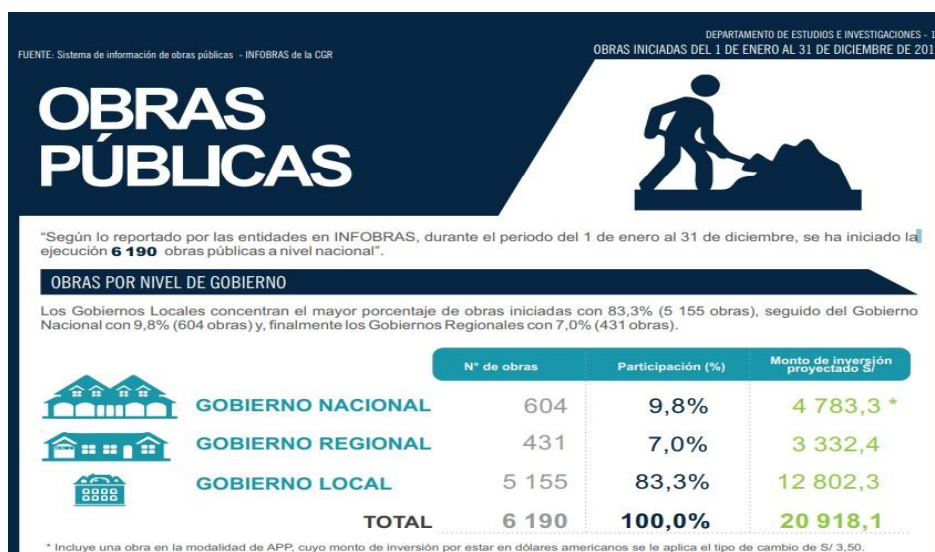 DEPARTAMENTO DE ESTUDIOS E INVESTIGACIONES - 1
FUENTE: Sistema de información de obras públicas - INFOBRAS de la CGR
OBRAS INICIADAS DEL 1 DE ENERO AL 31 DE DICIEMBRE DE 201
OBRAS
PÚBLICAS
“Según lo reportado por las entidades en INFOBRAS, durante el periodo del 1 de enero al 31 de diciembre, se ha iniciado la
ejecución 6 190 obras públicas a nivel nacional”.
OBRAS POR NIVEL DE GOBIERNO
Los Gobiernos Locales concentran el mayor porcentaje de obras iniciadas con 83,3% (5 155 obras), seguido del Gobierno
Nacional con 9,8% (604 obras) y, finalmente los Gobiernos Regionales con 7,0% (431 obras).
N° de obras Participación (%) Monto de inversión proyectado S/
GOBIERNO NACIONAL 604 9,8% 4 783,3 *
GOBIERNO REGIONAL 431 7,0% 3 332,4
GOBIERNO LOCAL 5 155 83,3% 12 802,3
TOTAL 6 190 100,0% 20 918,1
* Incluye una obra en la modalidad de APP, cuyo monto de inversión por estar en dólares americanos se le aplica el tipo de cambio de S/ 3,50.